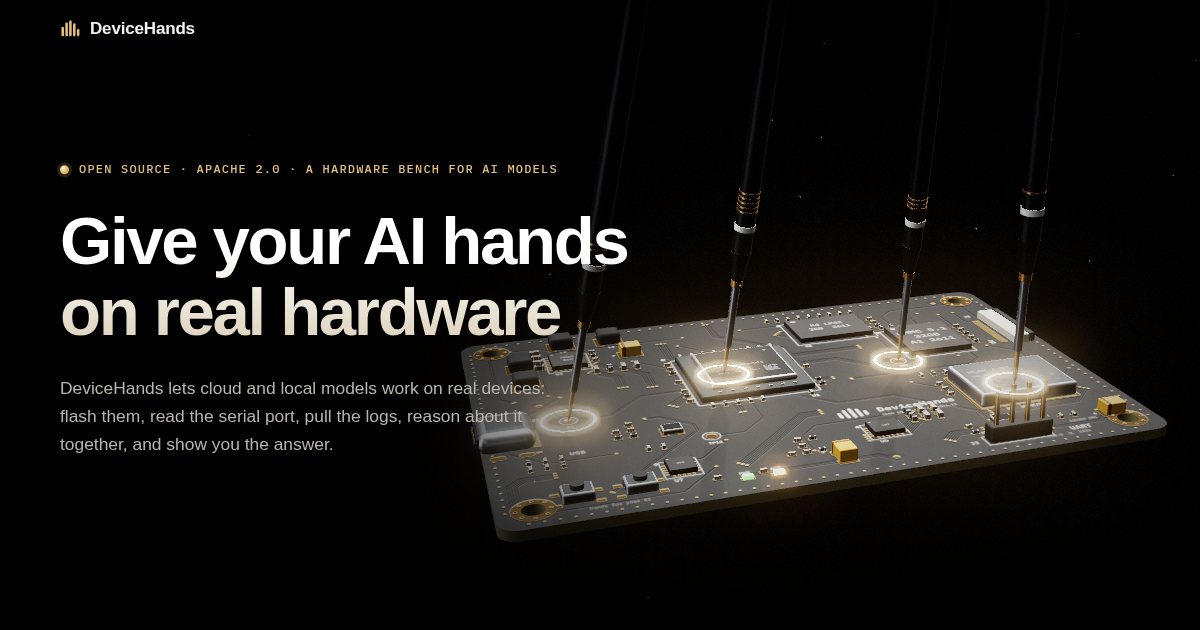 DeviceHands
OPEN SOURCE · APACHE 2.0 · A HARDWARE BENCH FOR AI MODELS
Give your AI hands
on real hardware
DeviceHands lets cloud and local models work on real devices:
flash them, read the serial port, pull the logs, reason about it
together, and show you the answer.
DeviceHands
USB
UART